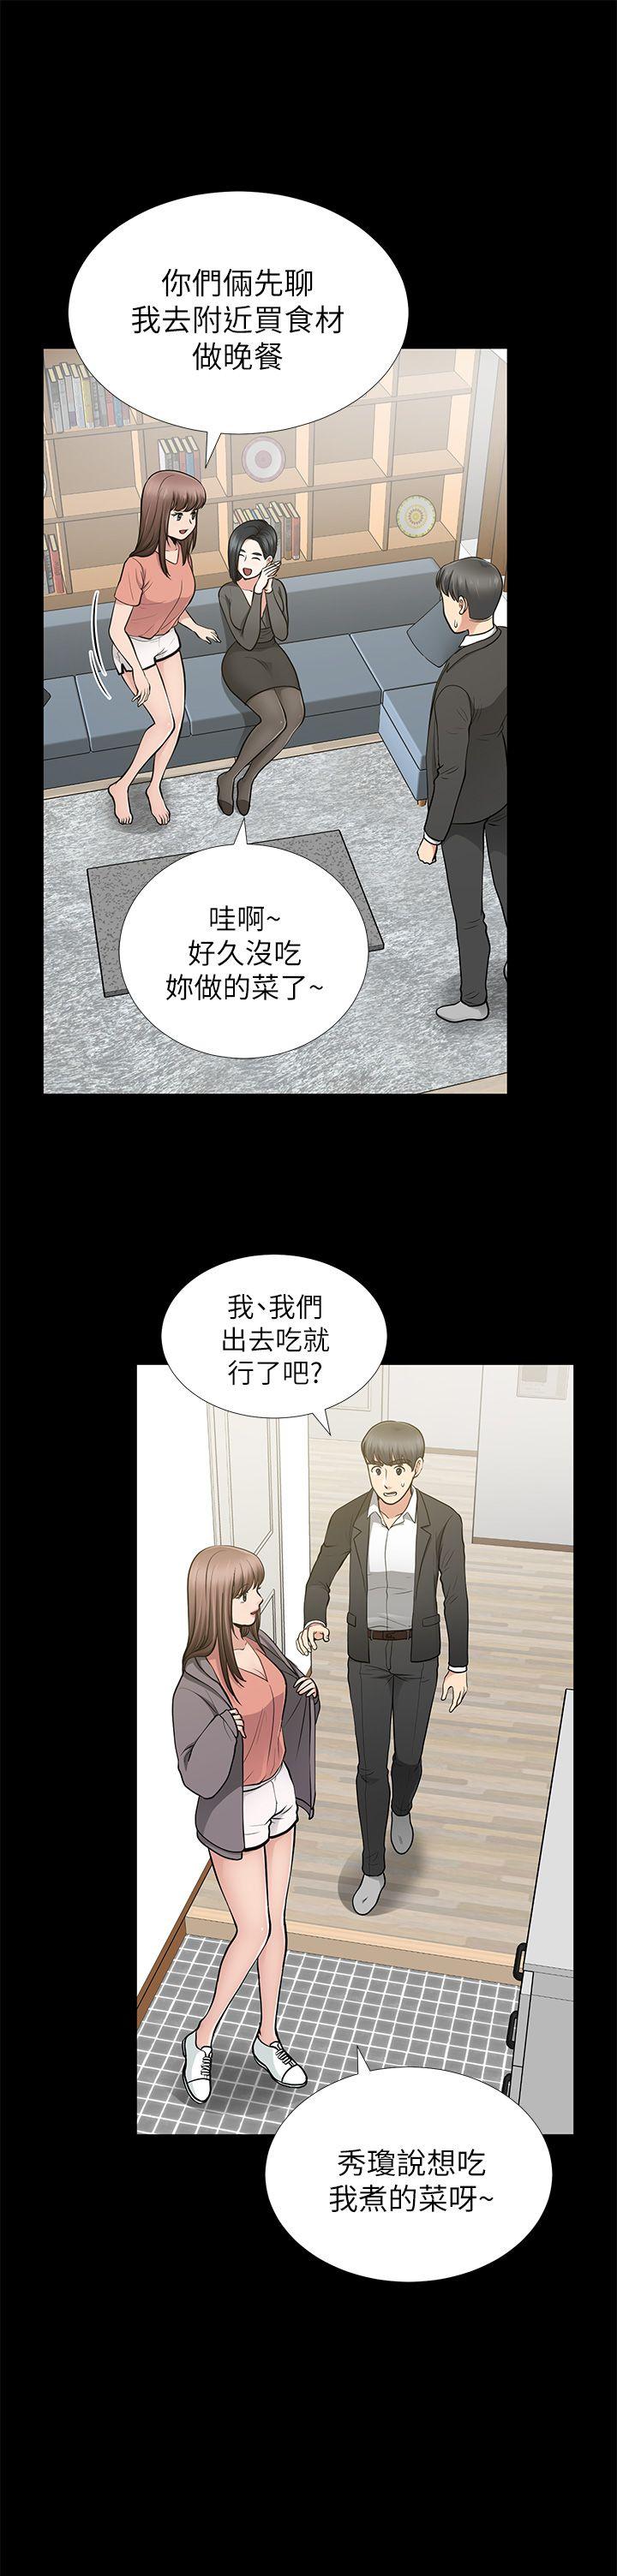 你們倆先聊
我去附近買食材
做晚餐
哇啊~
好久沒吃
妳做的菜了~
我、我們
出去吃就
行了吧?
秀瓊說想吃
我煮的菜呀~